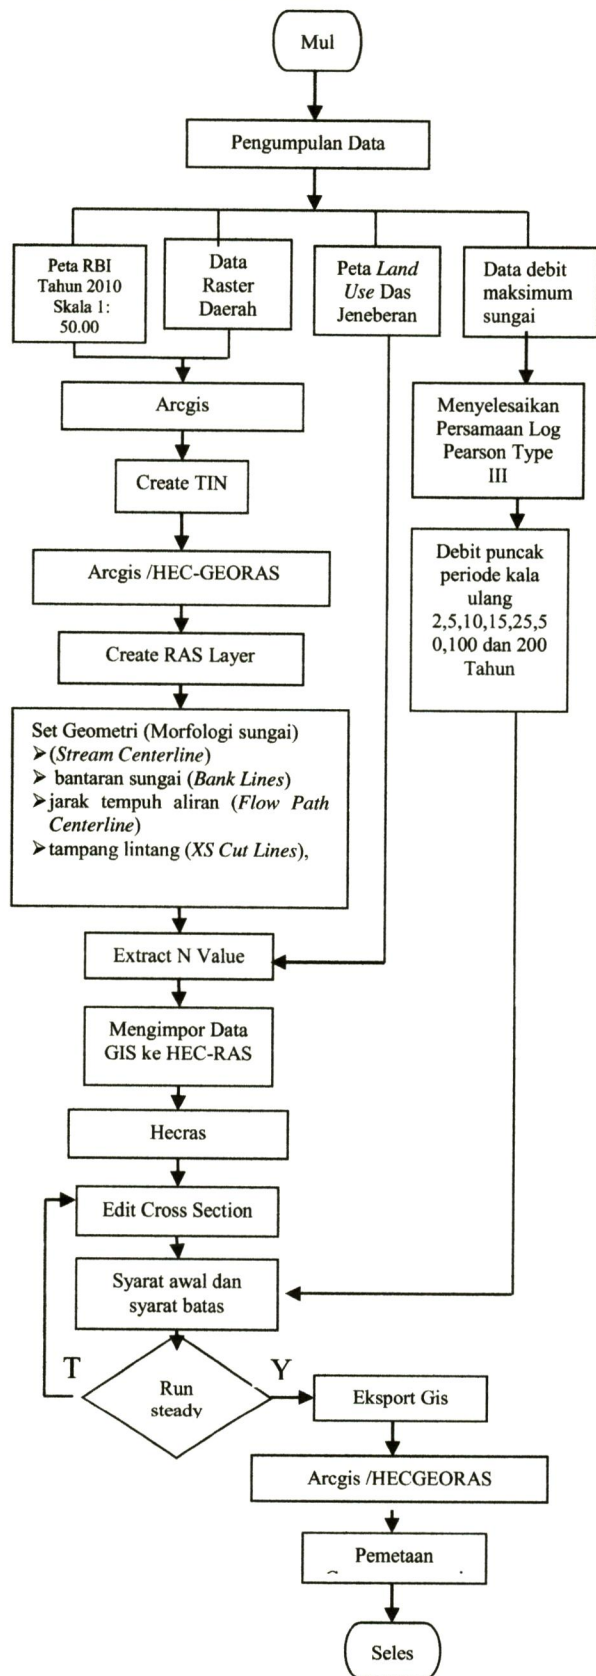 Mul
Pengumpulan Data
Peta RBI
Tahun 2010
Skala 1:
50.00
Data
Raster
Daerah
Peta Land
Use Das
Jeneberan
Data debit
maksimum
sungai
Arcgis
Menyelesaikan
Persamaan Log
Pearson Type
III
Create TIN
Debit puncak
periode kala
ulang
2,5,10,15,25,5
0,100 dan 200
Tahun
Arcgis /HEC-GEORAS
Create RAS Layer
Set Geometri (Morfologi sungai)
➤(Stream Centerline)
➤ bantaran sungai (Bank Lines)
➤jarak tempuh aliran (Flow Path
Centerline)
➤tampang lintang (XS Cut Lines),
Extract N Value
Mengimpor Data
GIS ke HEC-RAS
Hecras
Edit Cross Section
Syarat awal dan
syarat batas
T
Y
Run
steady
Eksport Gis
Arcgis /HECGEORAS
Pemetaan
Seles